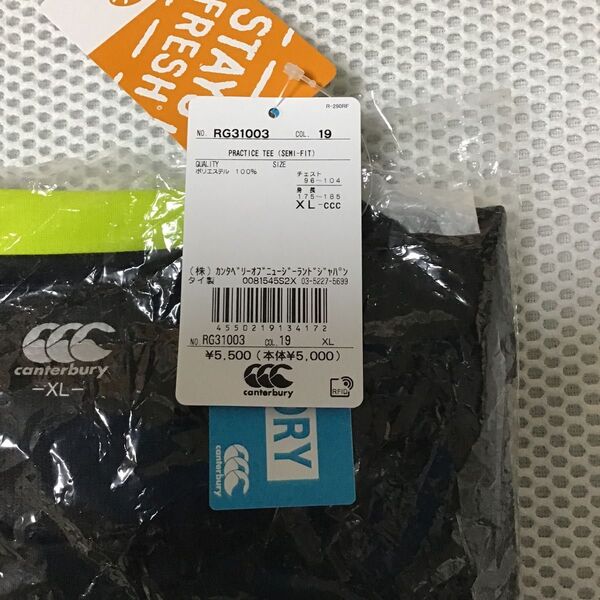 STAY
FRESH®
R-290RF
NO. RG31003 COL. 19
PRACTICE TEE (SEMI-FIT)
QUALITY SIZE
ポリエステル 100% チェスト
96～104
身 長
175～185
XL-ccc
(株) カンタベリーオブニュージーランドジャパン
タイ製 0081545S2X 03-5227-5699
4550219134172
NO. RG31003 COL. 19 XL
¥5,500 (本体¥5,000)
canterbury
RFID
canterbury
-XL-
DRY
canterbury